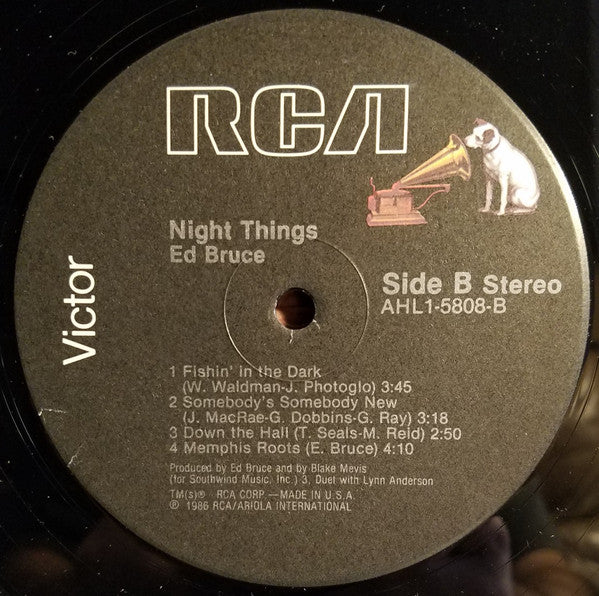 RCA
Victor
Night Things
Ed Bruce
Side B Stereo
AHL1-5808-B
1 Fishin' in the Dark
(W. Waldman-J. Photoglo) 3:45
2 Somebody's Somebody New
(J. MacRae-G. Dobbins-G. Ray) 3:18
3 Down the Hall (T. Seals-M. Reid) 2:50
4 Memphis Roots (E. Bruce) 4:10
Produced by Ed Bruce and by Blake Mevis
(for Southwind Music, Inc.) 3, Duet with Lynn Anderson
TM(s)® RCA CORP.—MADE IN U.S.A.
℗ 1986 RCA/ARIOLA INTERNATIONAL